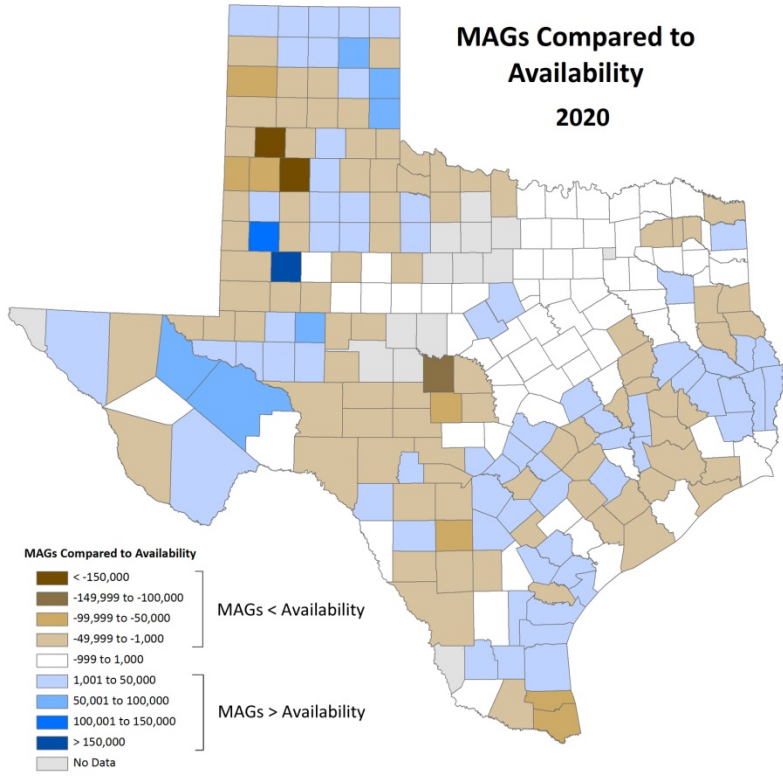 MAGs Compared to
Availability
2020
MAGs Compared to Availability
< -150,000
-149,999 to -100,000
-99,999 to -50,000
-49,999 to -1,000
MAGs < Availability
-999 to 1,000
1,001 to 50,000
50,001 to 100,000
100,001 to 150,000
> 150,000
MAGs > Availability
No Data